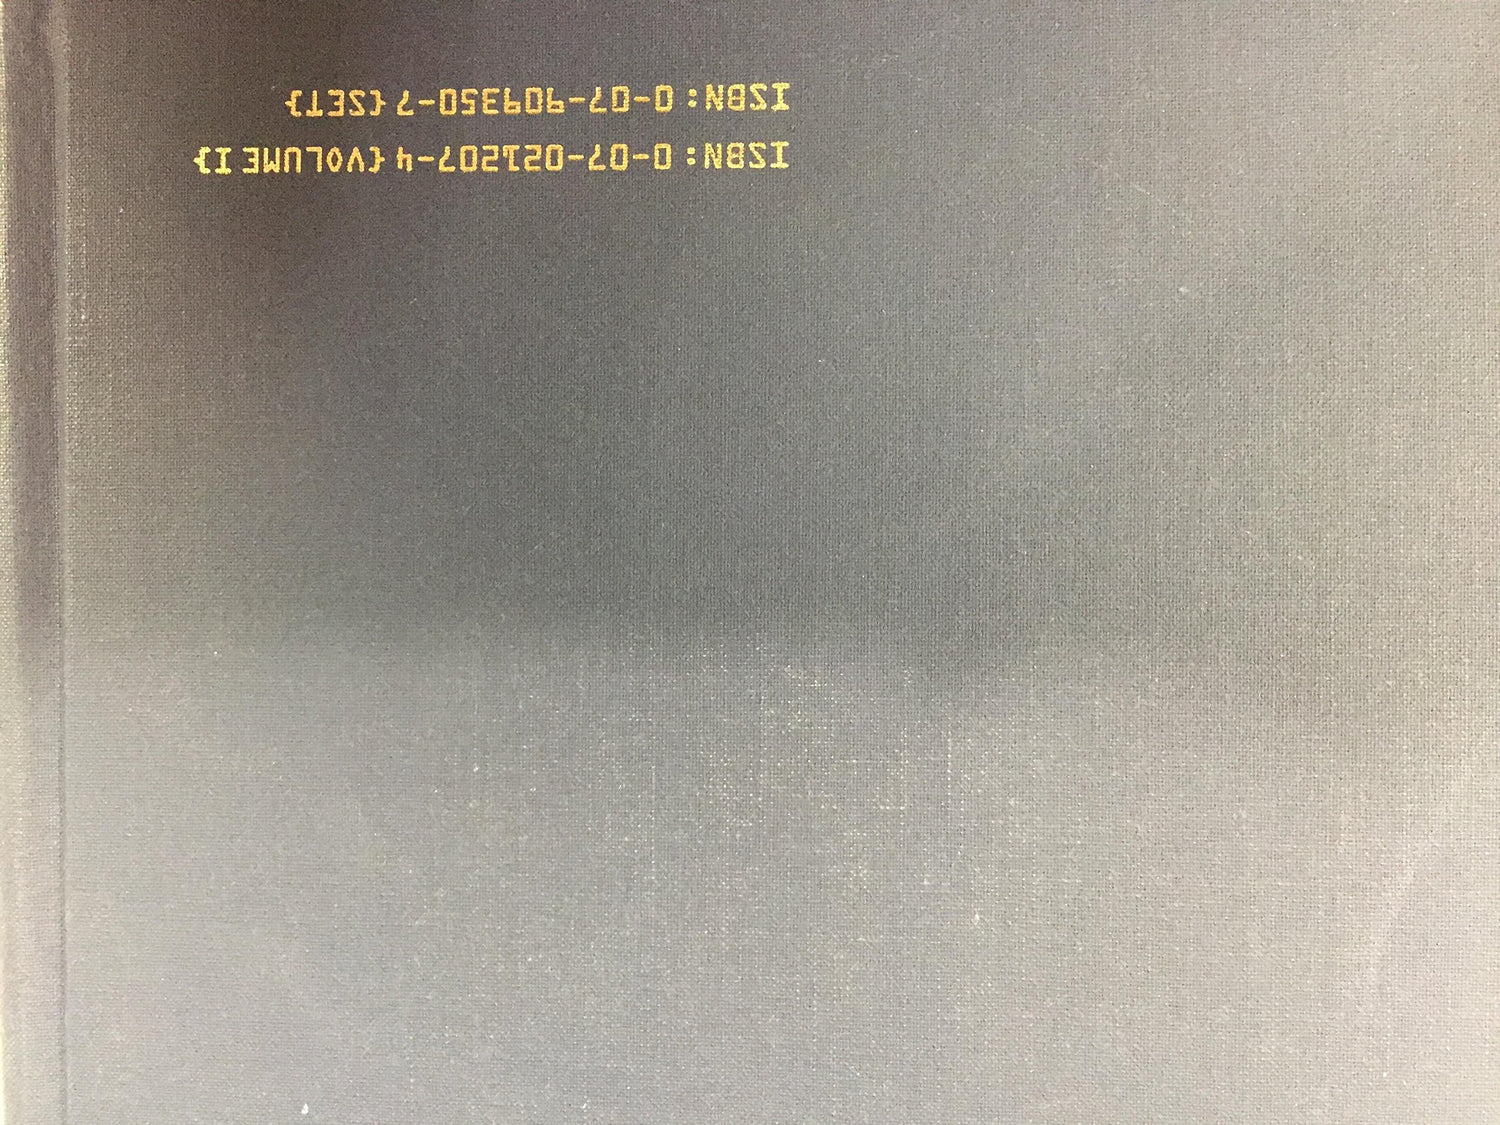 ISBN: 0-07-021207-4 {VOLUME I}
ISBN: 0-07-909350-7 {SET}